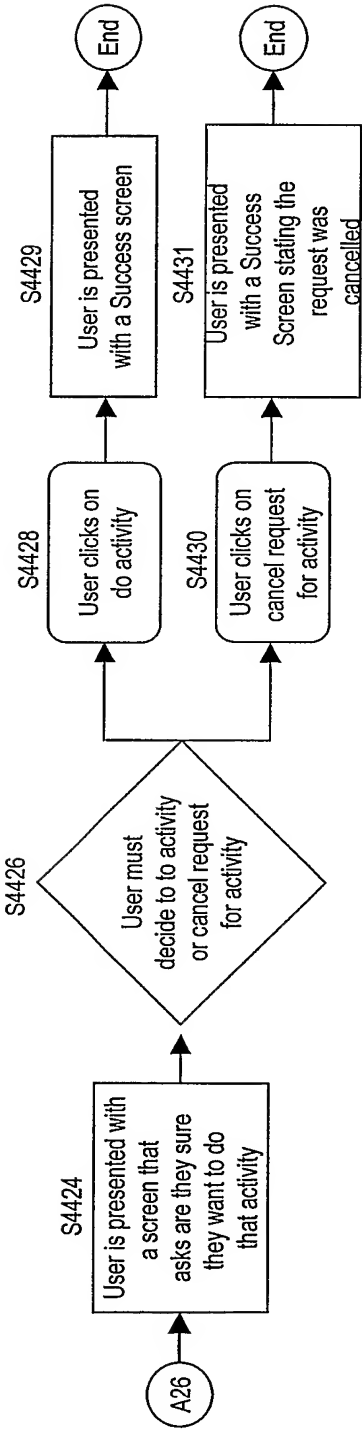 A26
S4424
User is presented with
a screen that
asks are they sure
they want to do
that activity
S4426
User must
decide to to activity
or cancel request
for activity
S4428
User clicks on
do activity
S4429
User is presented
with a Success screen
End
S4430
User clicks on
cancel request
for activity
S4431
User is presented
with a Success
Screen stating the
request was
cancelled
End